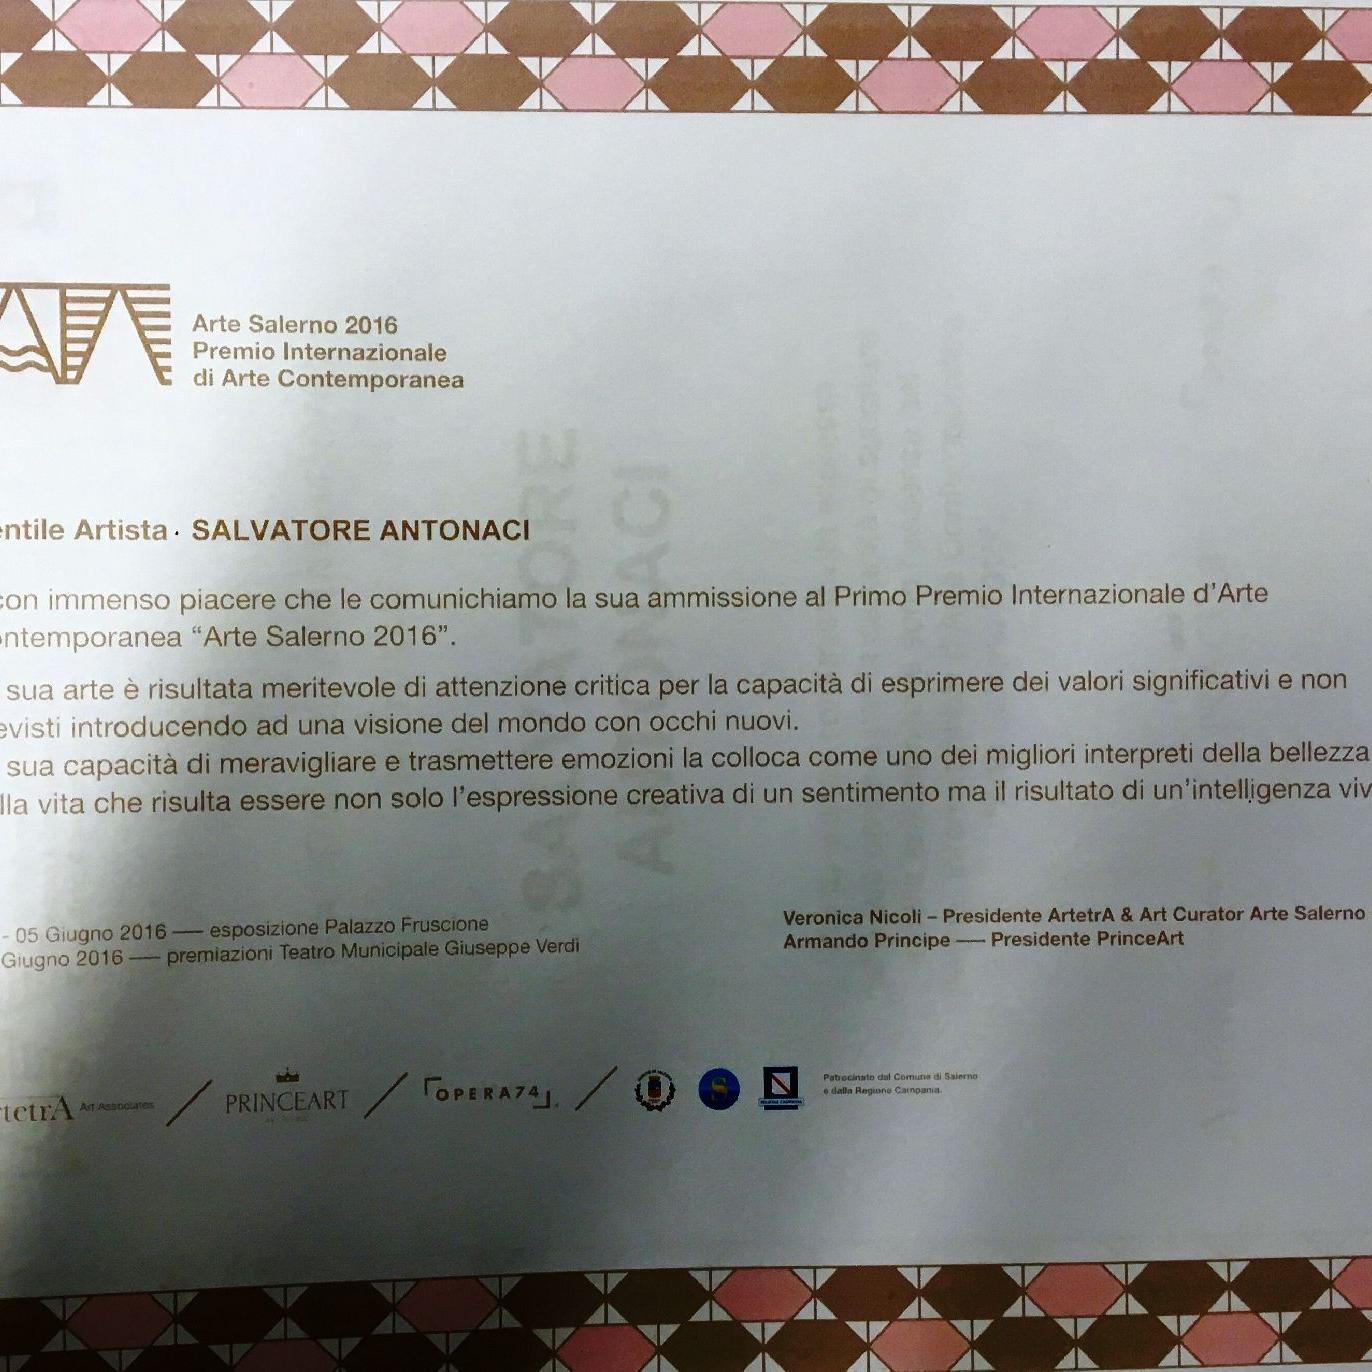 Arte Salerno 2016
Premio Internazionale
di Arte Contemporanea
entile Artista · SALVATORE ANTONACI
con immenso piacere che le comunichiamo la sua ammissione al Primo Premio Internazionale d'Arte
ontemporanea “Arte Salerno 2016”.
sua arte è risultata meritevole di attenzione critica per la capacità di esprimere dei valori significativi e non
evisti introducendo ad una visione del mondo con occhi nuovi.
sua capacità di meravigliare e trasmettere emozioni la colloca come uno dei migliori interpreti della bellezza
lla vita che risulta essere non solo l'espressione creativa di un sentimento ma il risultato di un'intelligenza viv
- 05 Giugno 2016 — esposizione Palazzo Fruscione
Giugno 2016 — premiazioni Teatro Municipale Giuseppe Verdi
Veronica Nicoli – Presidente ArtetrA & Art Curator Arte Salerno
Armando Principe — Presidente PrinceArt
tetrA Art Associates / PRINCEART / OPERA74 /
S
Patrocinato dal Comune di Salerno
e dalla Regione Campania.
SALVATORE
ANTONACI